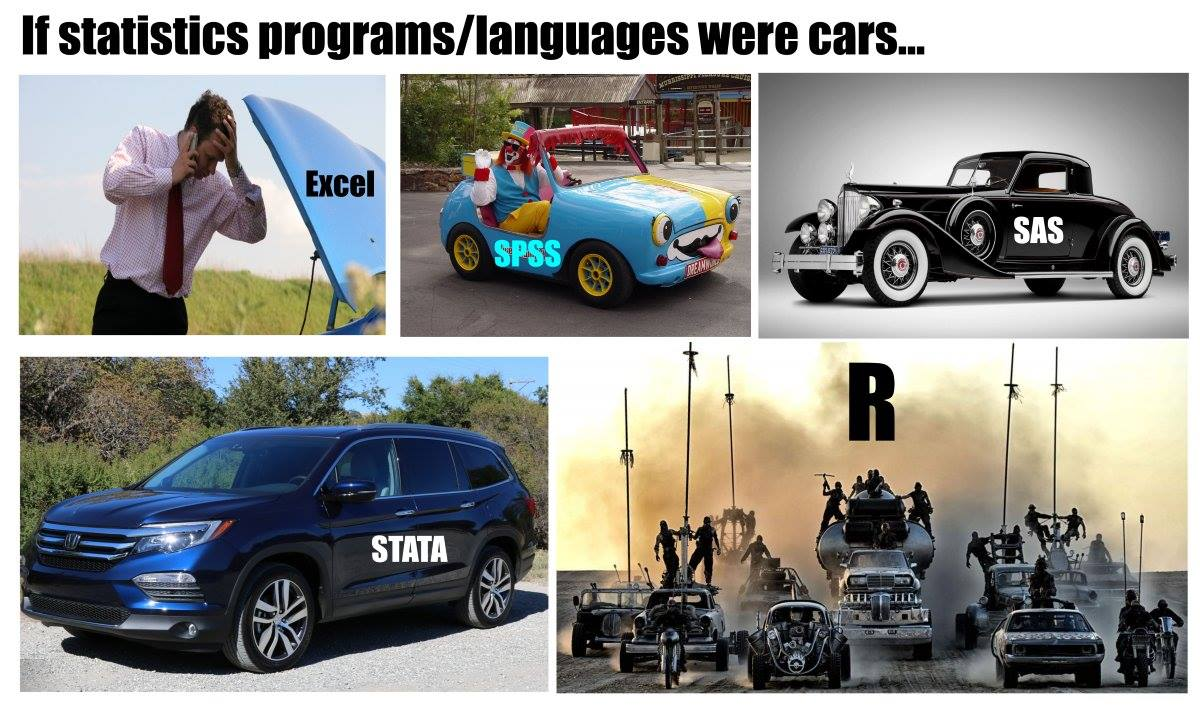 If statistics programs/languages were cars...
Excel
SPSS
SAS
STATA
R